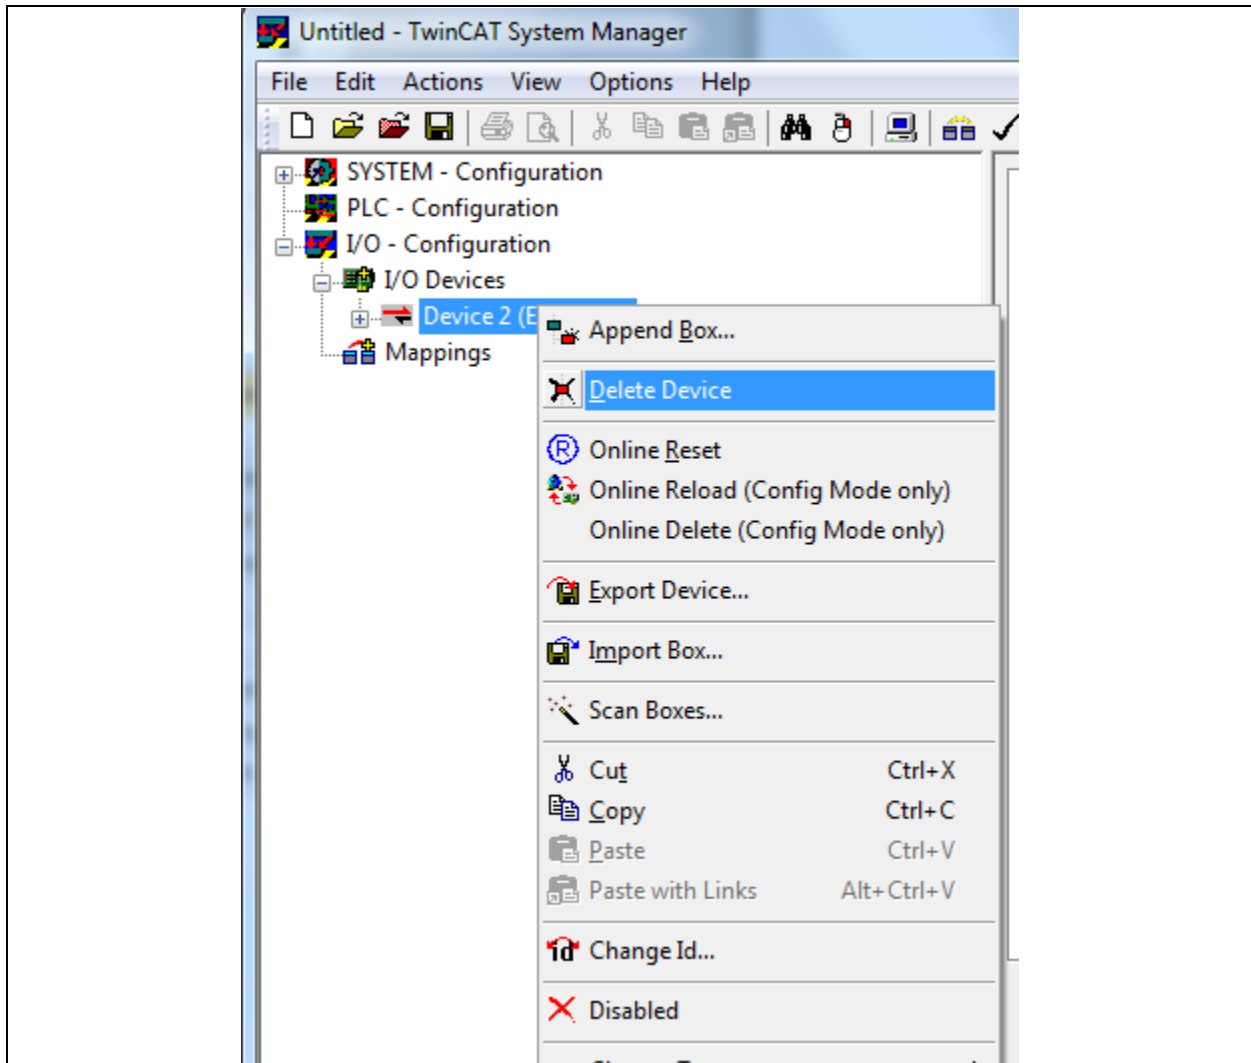 Untitled - TwinCAT System Manager
File Edit Actions View Options Help
SYSTEM - Configuration
PLC - Configuration
I/O - Configuration
I/O Devices
Device 2 (E
Mappings
Append Box...
Delete Device
Online Reset
Online Reload (Config Mode only)
Online Delete (Config Mode only)
Export Device...
Import Box...
Scan Boxes...
Cut Ctrl+X
Copy Ctrl+C
Paste Ctrl+V
Paste with Links Alt+Ctrl+V
Change Id...
Disabled